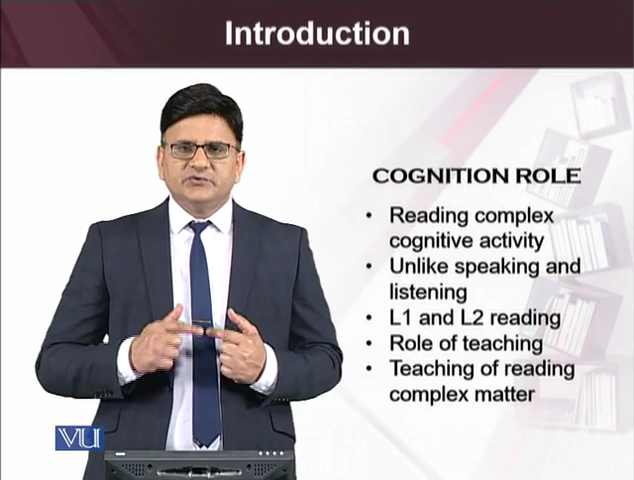 Introduction
COGNITION ROLE
• Reading complex
cognitive activity
• Unlike speaking and
listening
• L1 and L2 reading
• Role of teaching
• Teaching of reading
complex matter
VU